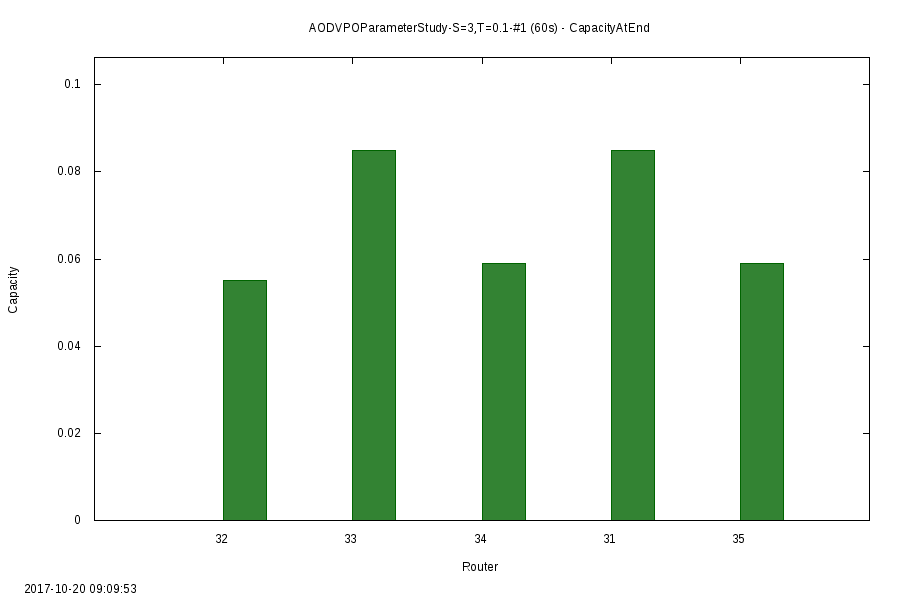 AODVPOParameterStudy-S=3,T=0.1-#1 (60s) - CapacityAtEnd
0.1
0.08
0.06
0.04
0.02
0
Capacity
32 33 34 31 35
Router
2017-10-20 09:09:53